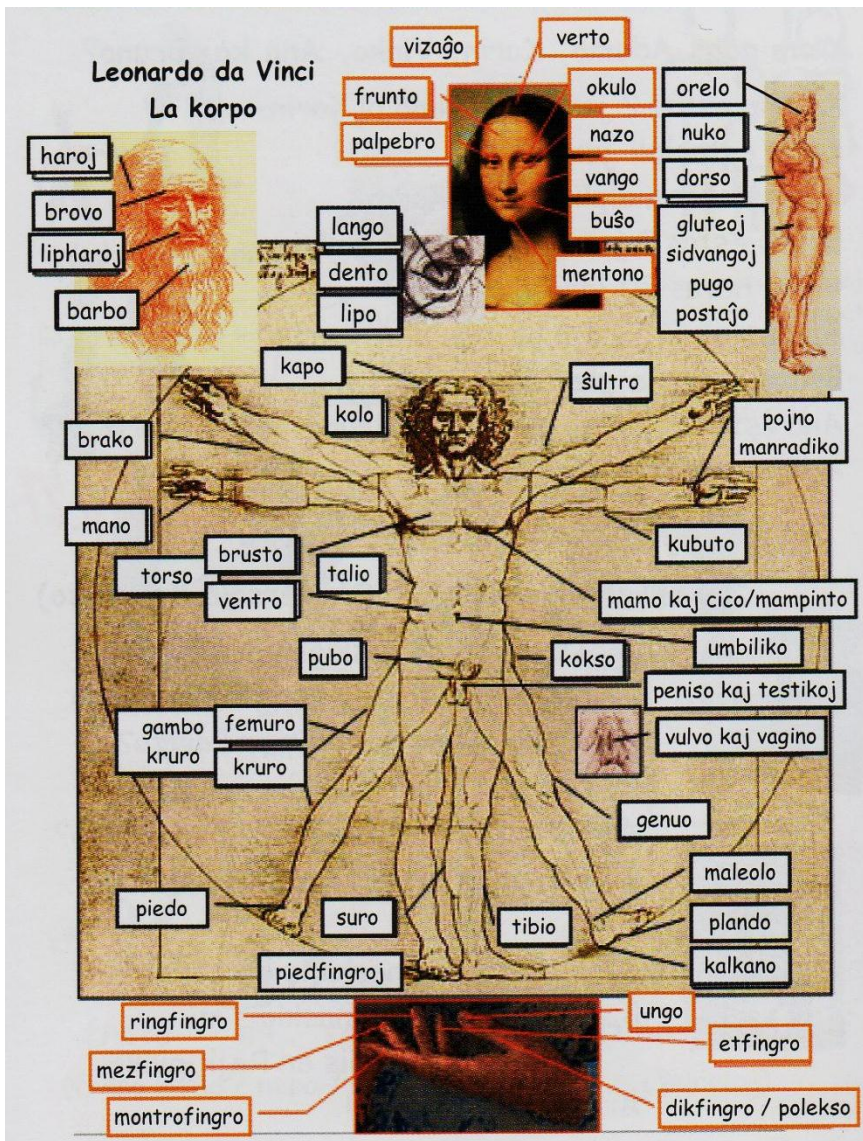 Leonardo da Vinci
La korpo
vizaĝo
verto
frunto
okulo
orelo
palpebro
nazo
nuko
haroj
vango
dorso
brovo
lango
buŝo
gluteoj
sidvangoj
pugo
postaĵo
lipharoj
dento
mentono
barbo
lipo
kapo
ŝultro
kolo
pojno
manradiko
brako
mano
brusto
kubuto
torso
talio
ventro
mamo kaj cico/mampinto
umbiliko
pubo
kokso
peniso kaj testikoj
gambo
kruro
femuro
kruro
vulvo kaj vagino
genuo
maleolo
piedo
suro
tibio
plando
piedfingroj
kalkano
ringfingro
ungo
etfingro
mezfingro
montrofingro
dikfingro / polekso